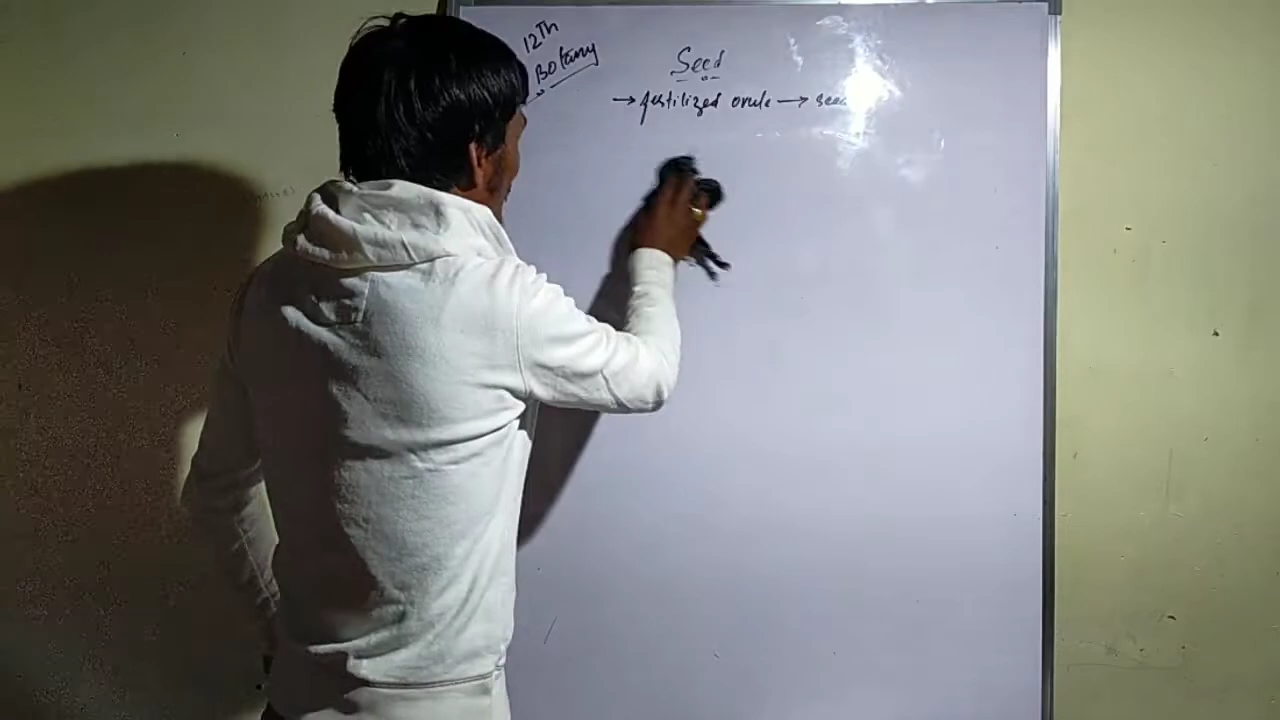 12Th
Botany
Seed
→ fertilized ovule → seed